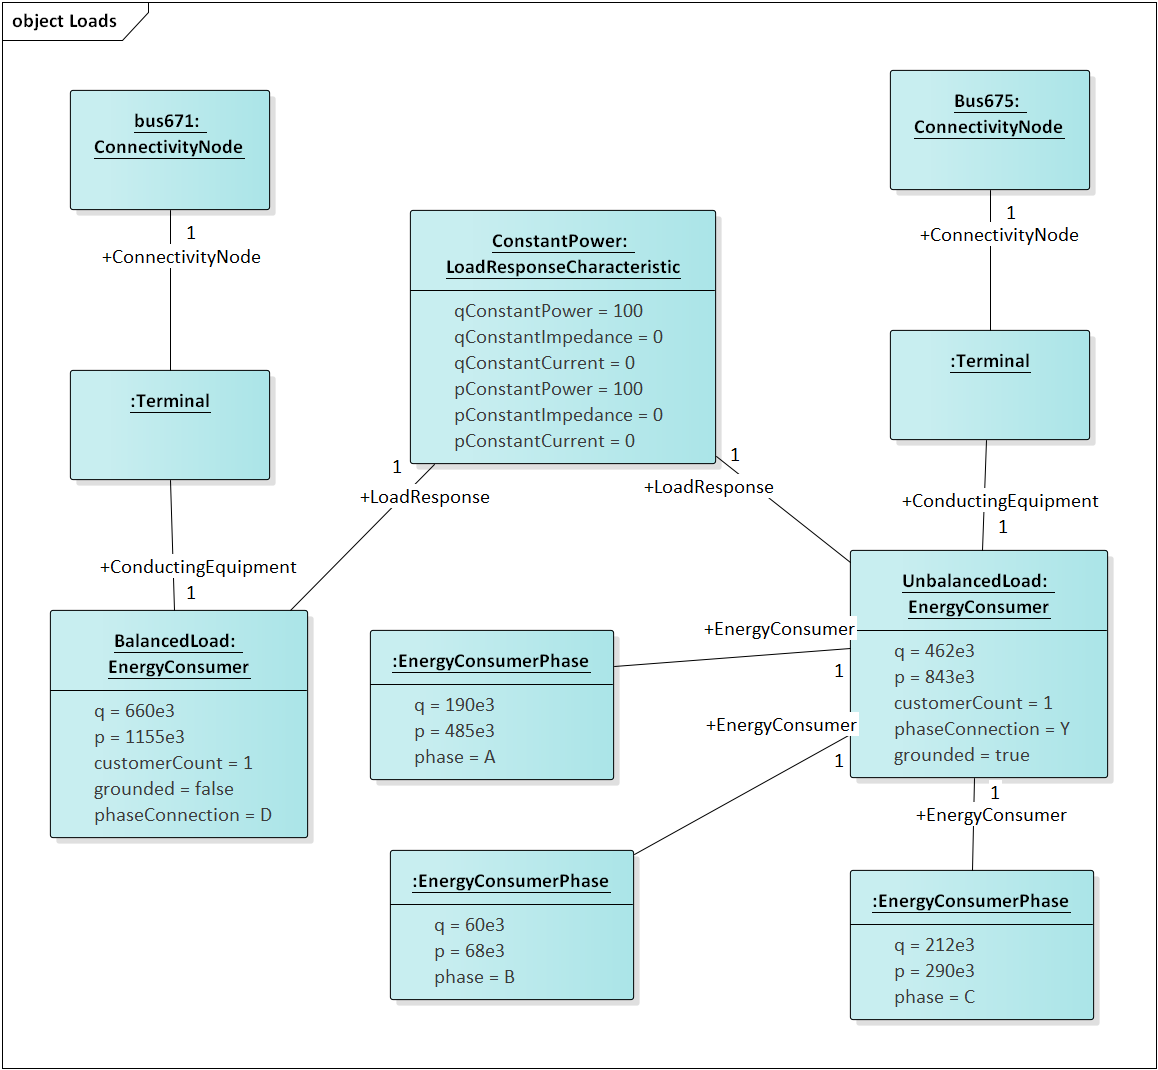 object Loads
bus671:
ConnectivityNode
1
+ConnectivityNode
:Terminal
+ConductingEquipment
1
BalancedLoad:
EnergyConsumer
q = 660e3
p = 1155e3
customerCount = 1
grounded = false
phaseConnection = D
ConstantPower:
LoadResponseCharacteristic
qConstantPower = 100
qConstantImpedance = 0
qConstantCurrent = 0
pConstantPower = 100
pConstantImpedance = 0
pConstantCurrent = 0
1
+LoadResponse
1
+LoadResponse
Bus675:
ConnectivityNode
1
+ConnectivityNode
:Terminal
+ConductingEquipment
1
UnbalancedLoad:
EnergyConsumer
q = 462e3
p = 843e3
customerCount = 1
phaseConnection = Y
grounded = true
+EnergyConsumer
1
:EnergyConsumerPhase
q = 190e3
p = 485e3
phase = A
+EnergyConsumer
1
:EnergyConsumerPhase
q = 60e3
p = 68e3
phase = B
1
+EnergyConsumer
:EnergyConsumerPhase
q = 212e3
p = 290e3
phase = C